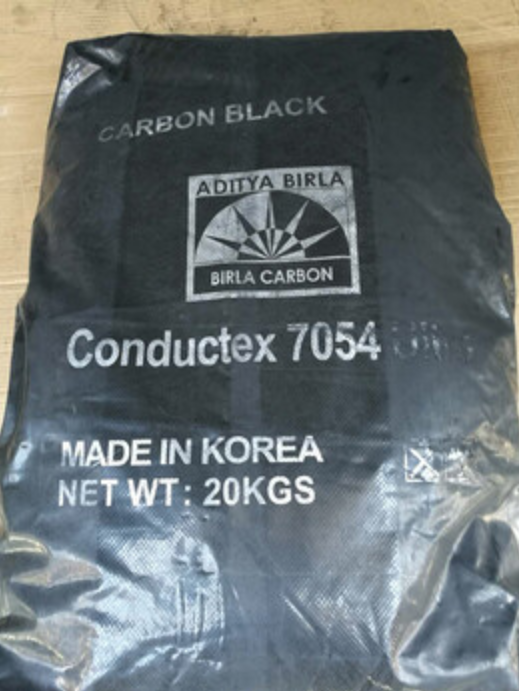 CARBON BLACK
ADITYA BIRLA
BIRLA CARBON
Conductex 7054
MADE IN KOREA
NET WT: 20KGS